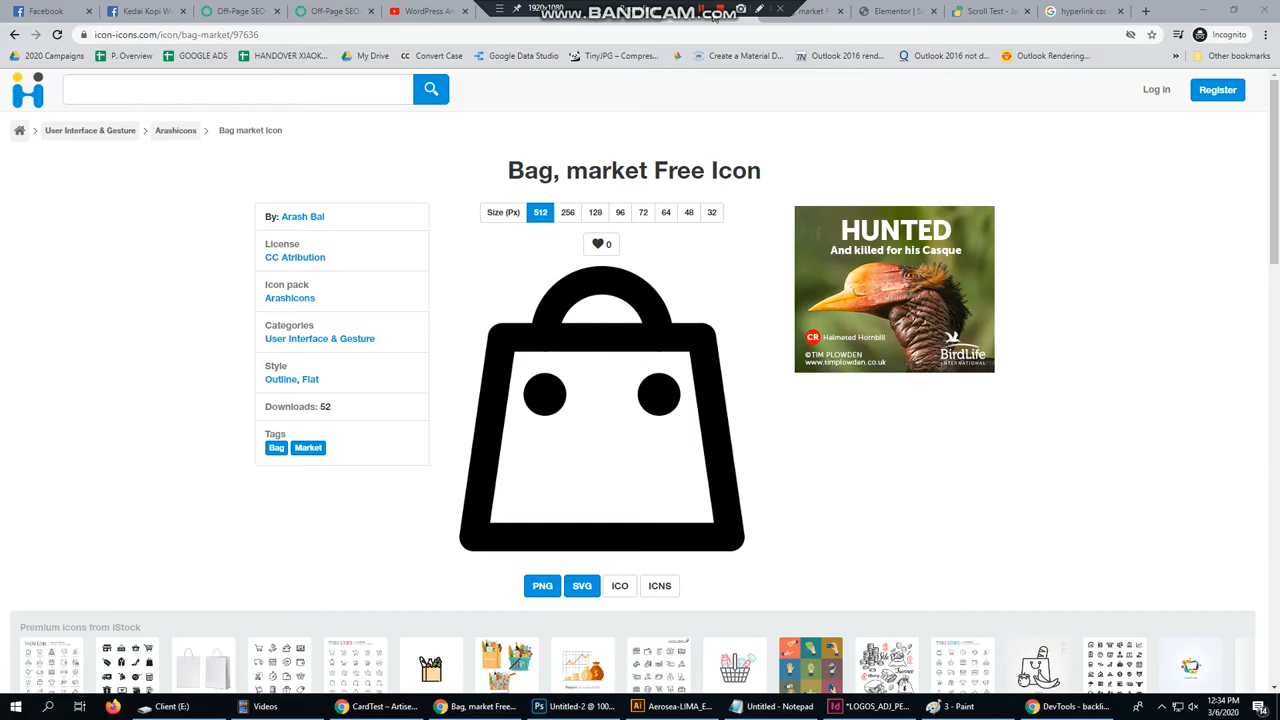 Facebook
Kedai Kopi Wo
Off-Page SEO:
Off-Page SEO:
WordPress An
1920x1080
WWW.BANDICAM.COM
market F
Elementor | S
Scroll Test - J
hyperlink css
icon-icons.com/icon/bag-market/97636
Incognito
2020 Campaings
P. Overview
GOOGLE ADS
HANDOVER XIAOK...
My Drive
Convert Case
Google Data Studio
TinyJPG – Compres...
Create a Material D...
Outlook 2016 rend...
Outlook 2016 not d...
Outlook Rendering...
Other bookmarks
Log in
Register
User Interface & Gesture
Arashicons
Bag market Icon
Bag, market Free Icon
By: Arash Bal
License
CC Atribution
Icon pack
Arashicons
Categories
User Interface & Gesture
Style
Outline, Flat
Downloads: 52
Tags
Bag Market
Size (Px) 512 256 128 96 72 64 48 32
0
HUNTED
And killed for his Casque
CR Helmeted Hornbill
©TIM PLOWDEN
www.timplowden.co.uk
BirdLife
INTERNATIONAL
PNG SVG ICO ICNS
Premium icons from iStock
Client (E:)
Videos
CardTest – Artise...
Bag, market Free...
Untitled-2 @ 100...
Aerosea-LIMA_E...
Untitled - Notepad
*LOGOS_ADJ_PE...
3 - Paint
DevTools - backli...
12:34 PM
3/6/2020